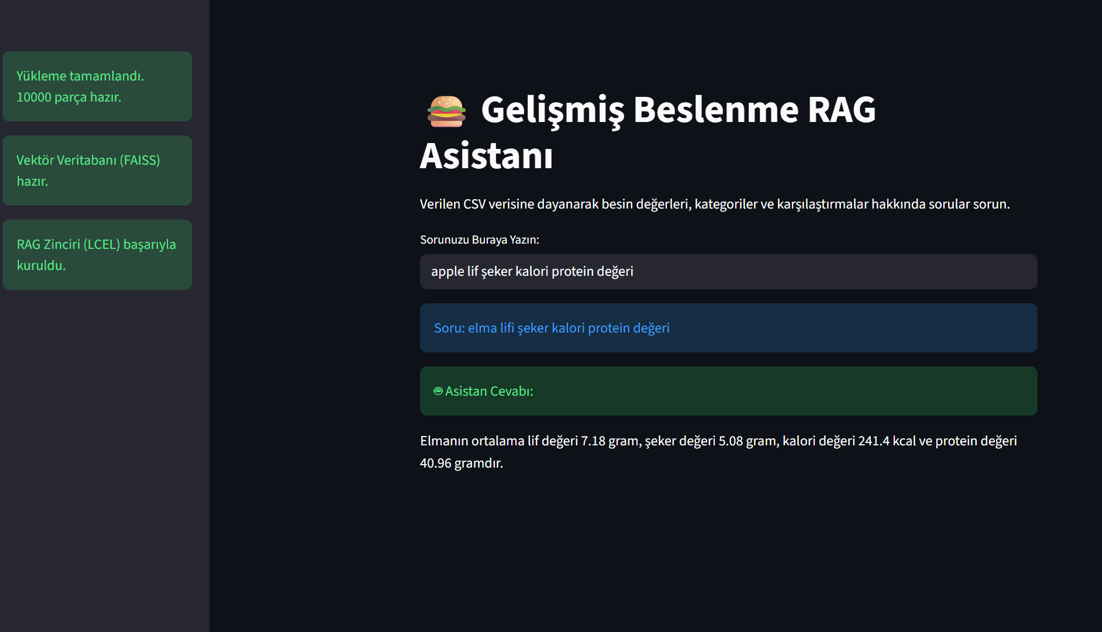 Yükleme tamamlandı.
10000 parça hazır.
Vektör Veritabanı (FAISS)
hazır.
RAG Zinciri (LCEL) başarıyla
kuruldu.
🍔 Gelişmiş Beslenme RAG
Asistanı
Verilen CSV verisine dayanarak besin değerleri, kategoriler ve karşılaştırmalar hakkında sorular sorun.
Sorunuzu Buraya Yazın:
apple lif şeker kalori protein değeri
Soru: elma lifi şeker kalori protein değeri
Asistan Cevabı:
Elmanın ortalama lif değeri 7.18 gram, şeker değeri 5.08 gram, kalori değeri 241.4 kcal ve protein değeri
40.96 gramdır.